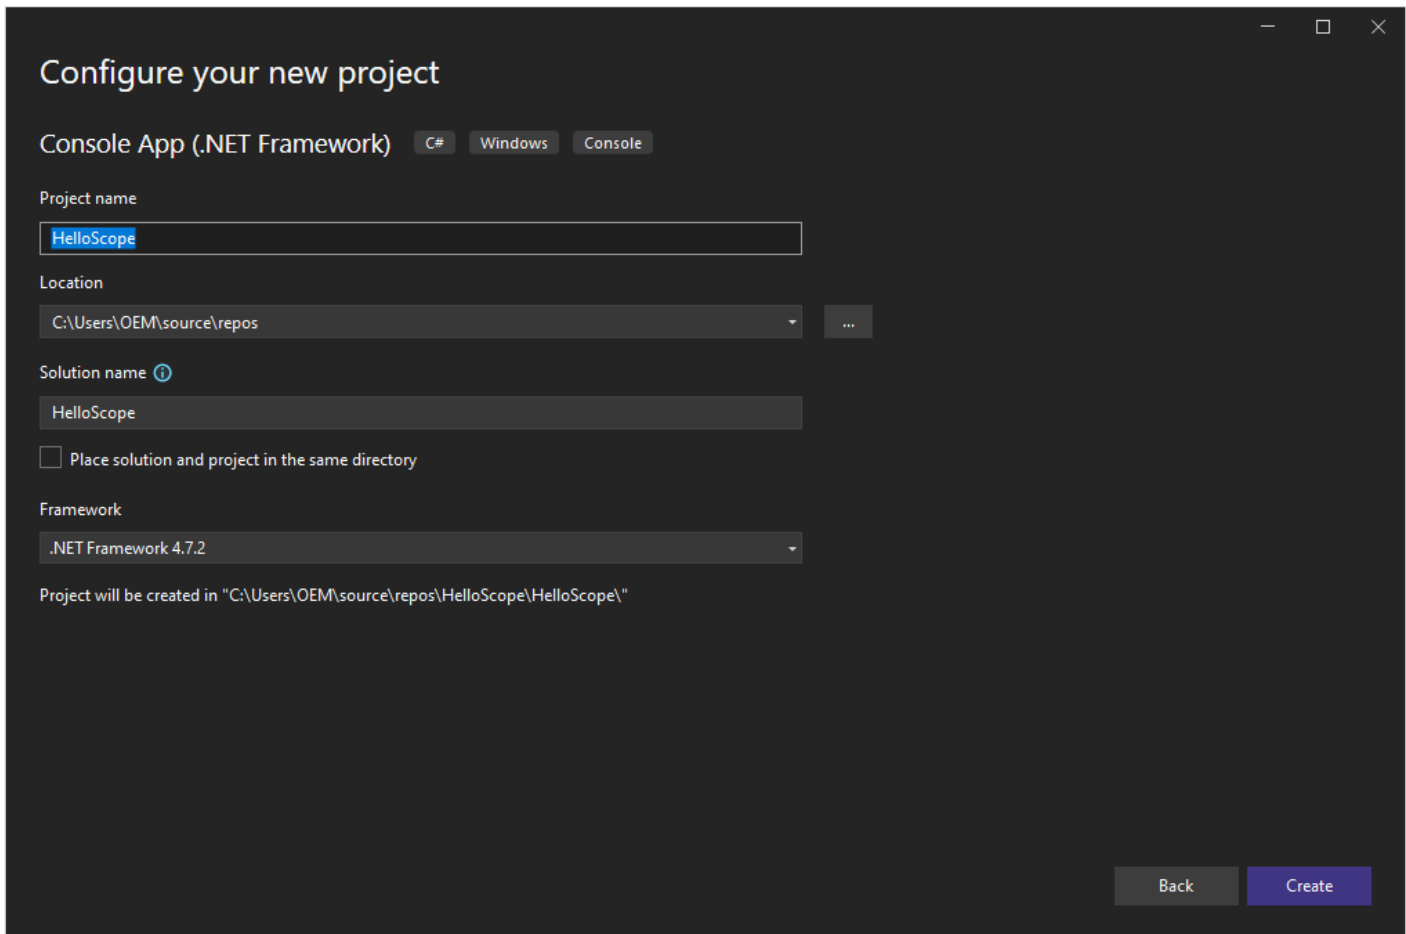 Configure your new project
Console App (.NET Framework) C# Windows Console
Project name
HelloScope
Location
C:\Users\OEM\source\repos ...
Solution name
HelloScope
Place solution and project in the same directory
Framework
.NET Framework 4.7.2
Project will be created in "C:\Users\OEM\source\repos\HelloScope\HelloScope\"
Back Create